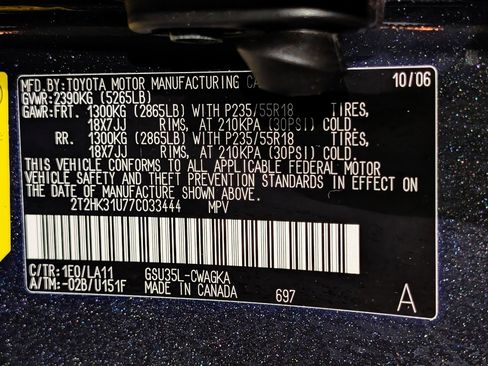 MFD. BY: TOYOTA MOTOR MANUFACTURING CA 10/06
GVWR: 2390KG (5265LB)
GAWR: FRT. 1300KG (2865LB) WITH P235/55R18 TIRES,
18X7JJ RIMS, AT 210KPA (30PSI) COLD.
RR. 1300KG (2865LB) WITH P235/55R18 TIRES,
18X7JJ RIMS, AT 210KPA (30PSI) COLD.
THIS VEHICLE CONFORMS TO ALL APPLICABLE FEDERAL MOTOR
VEHICLE SAFETY AND THEFT PREVENTION STANDARDS IN EFFECT ON
THE DATE OF MANUFACTURE SHOWN ABOVE.
2T2HK31U77C033444 MPV
C/TR: 1E0/LA11 GSU35L-CWAGKA
A/TM: -02B/U151F MADE IN CANADA 697 A